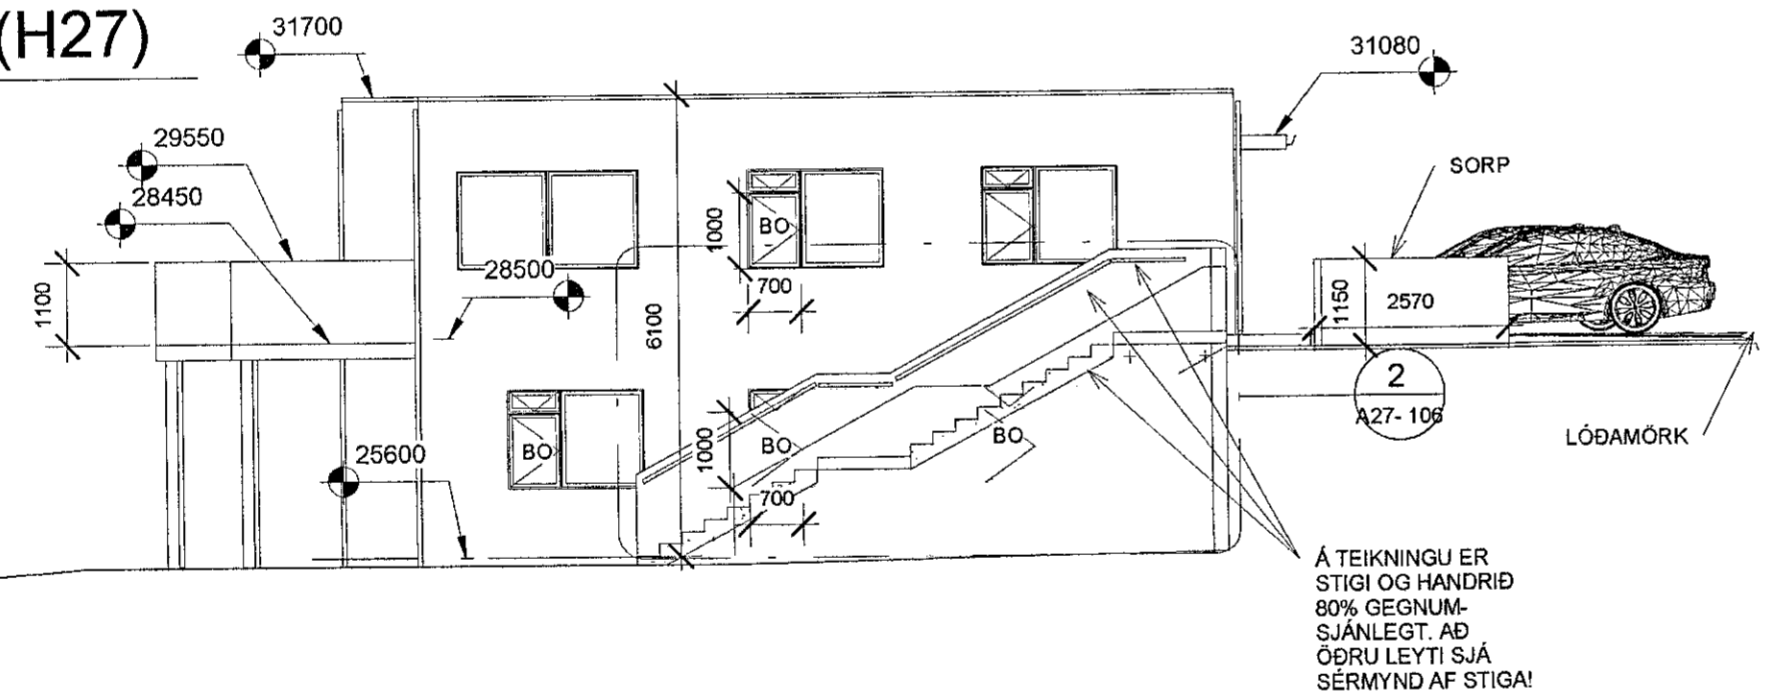 (H27)
31700
31080
29550
28450
SORP
1000
BO
28500
700
1100
6100
1150
2570
2
A27-106
LÓÐAMÖRK
BO
1000
BO
BO
25600
700
Á TEIKNINGU ER
STIGI OG HANDRIÐ
80% GEGNUM-
SJÁNLEGT. AÐ
ÖÐRU LEYTI SJÁ
SÉRMYND AF STIGA!